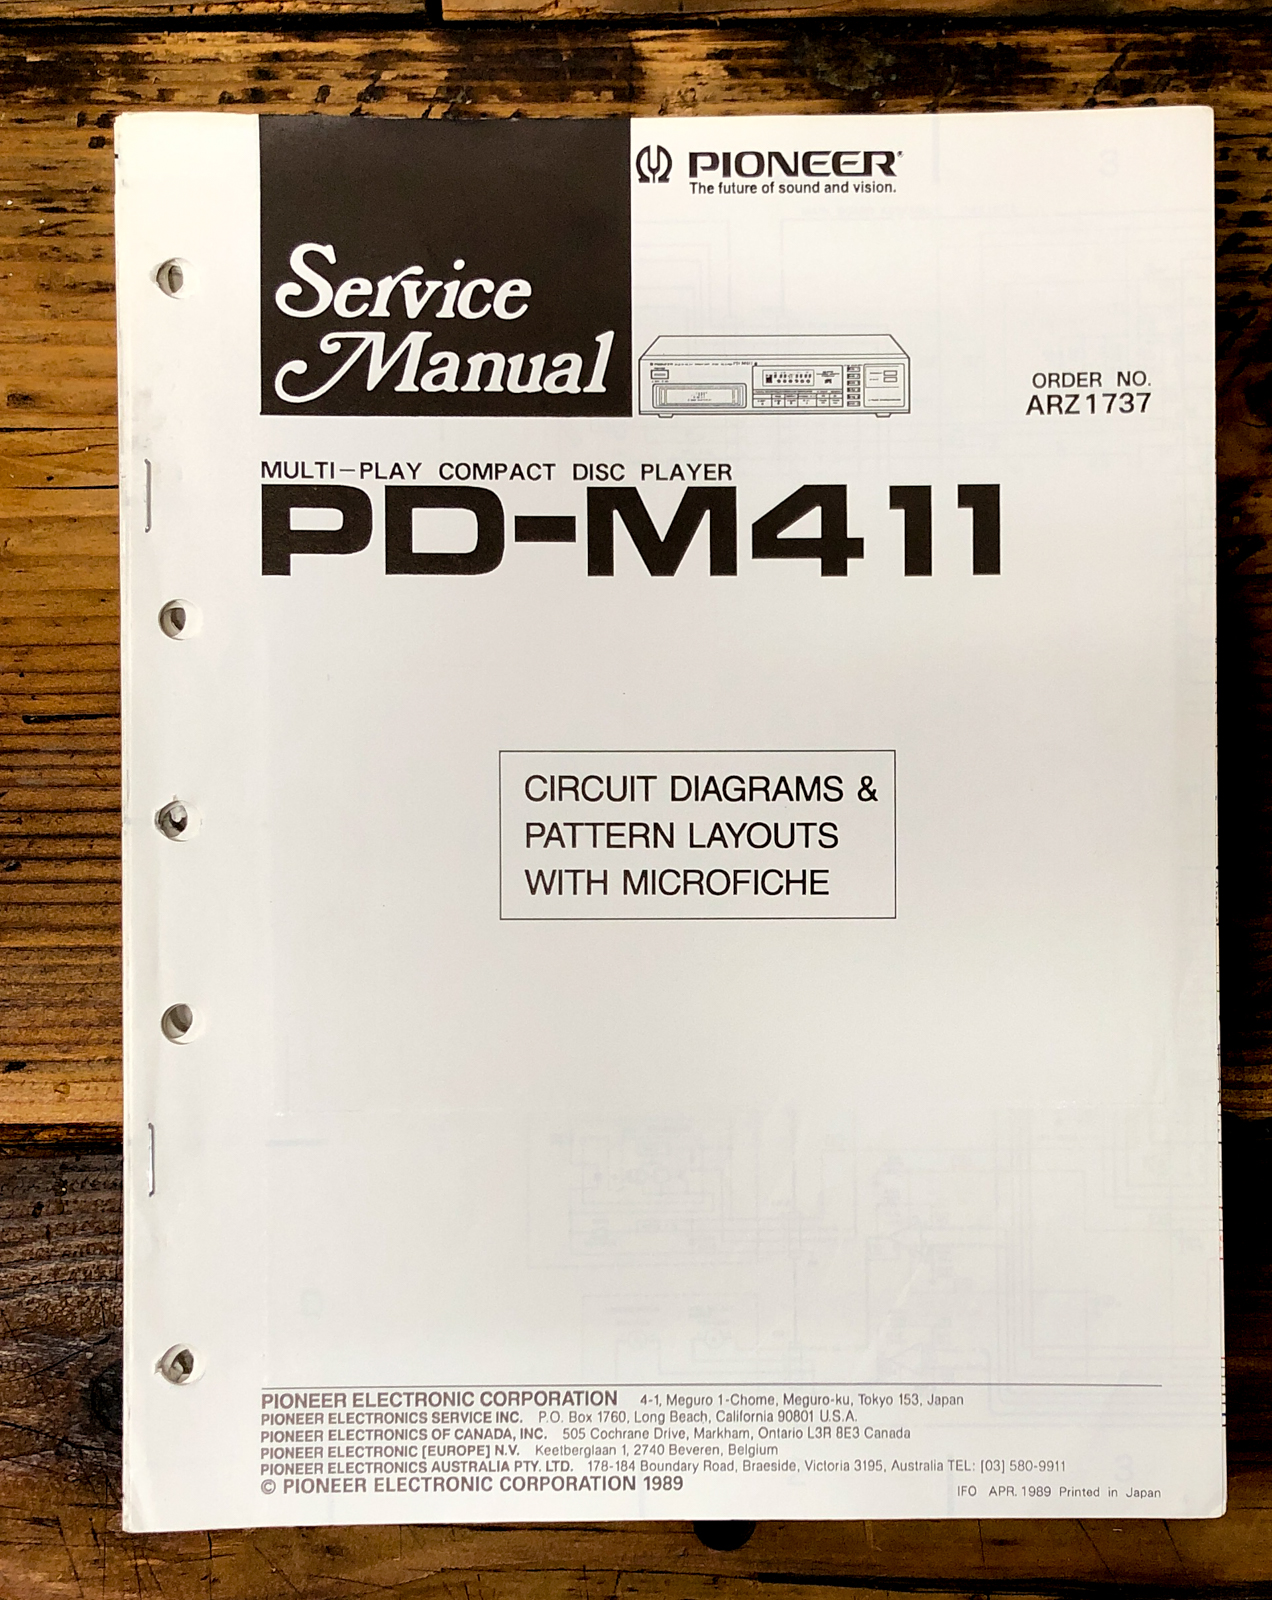 PIONEER®
The future of sound and vision.
Service
Manual
ORDER NO.
ARZ1737
MULTI-PLAY COMPACT DISC PLAYER
PD-M411
CIRCUIT DIAGRAMS &
PATTERN LAYOUTS
WITH MICROFICHE
PIONEER ELECTRONIC CORPORATION 4-1, Meguro 1-Chome, Meguro-ku, Tokyo 153, Japan
PIONEER ELECTRONICS SERVICE INC. P.O. Box 1760, Long Beach, California 90801 U.S.A.
PIONEER ELECTRONICS OF CANADA, INC. 505 Cochrane Drive, Markham, Ontario L3R 8E3 Canada
PIONEER ELECTRONIC [EUROPE] N.V. Keetberglaan 1, 2740 Beveren, Belgium
PIONEER ELECTRONICS AUSTRALIA PTY. LTD. 178-184 Boundary Road, Braeside, Victoria 3195, Australia TEL: [03] 580-9911
© PIONEER ELECTRONIC CORPORATION 1989
IFO APR. 1989 Printed in Japan